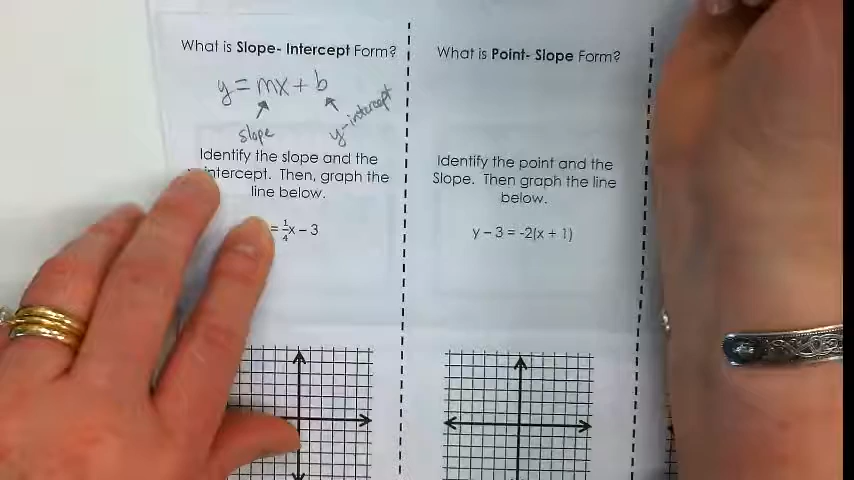 What is Slope- Intercept Form?
y = mx + b
slope
y-intercept
Identify the slope and the
intercept. Then, graph the
line below.
= 1/4x – 3
What is Point- Slope Form?
Identify the point and the
Slope. Then graph the line
below.
y – 3 = -2(x + 1)